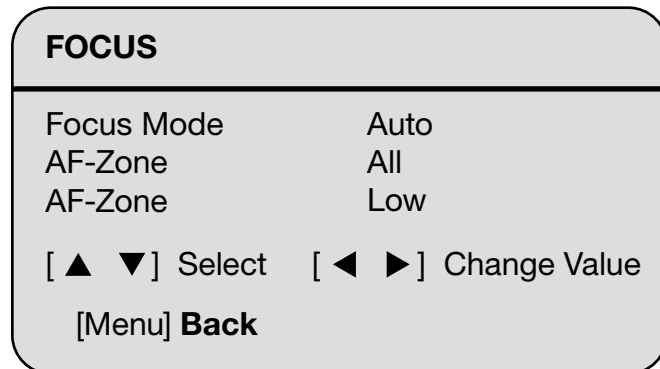 FOCUS
Focus Mode Auto
AF-Zone All
AF-Zone Low
[ ▲ ▼ ] Select [ ◀ ▶ ] Change Value
[Menu] Back